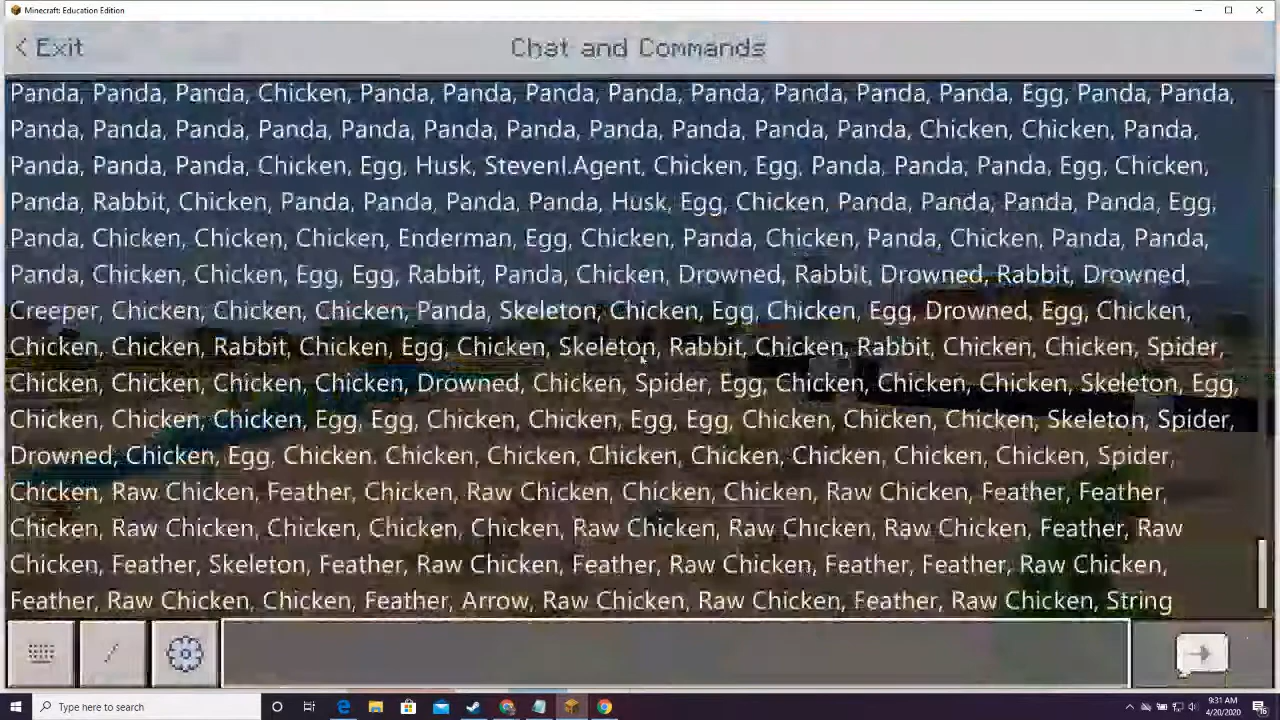 Minecraft: Education Edition
< Exit
Chat and Commands
Panda, Panda, Panda, Chicken, Panda, Panda, Panda, Panda, Panda, Panda, Panda, Panda, Egg, Panda, Panda,
Panda, Panda, Panda, Panda, Panda, Panda, Panda, Panda, Panda, Panda, Panda, Chicken, Chicken, Panda,
Panda, Panda, Panda, Chicken, Egg, Husk, StevenI.Agent, Chicken, Egg, Panda, Panda, Panda, Egg, Chicken,
Panda, Rabbit, Chicken, Panda, Panda, Panda, Panda, Husk, Egg, Chicken, Panda, Panda, Panda, Panda, Egg,
Panda, Chicken, Chicken, Chicken, Enderman, Egg, Chicken, Panda, Chicken, Panda, Chicken, Panda, Panda,
Panda, Chicken, Chicken, Egg, Egg, Rabbit, Panda, Chicken, Drowned, Rabbit, Drowned, Rabbit, Drowned,
Creeper, Chicken, Chicken, Chicken, Panda, Skeleton, Chicken, Egg, Chicken, Egg, Drowned, Egg, Chicken,
Chicken, Chicken, Rabbit, Chicken, Egg, Chicken, Skeleton, Rabbit, Chicken, Rabbit, Chicken, Chicken, Spider,
Chicken, Chicken, Chicken, Chicken, Drowned, Chicken, Spider, Egg, Chicken, Chicken, Chicken, Skeleton, Egg,
Chicken, Chicken, Chicken, Egg, Egg, Chicken, Chicken, Egg, Egg, Chicken, Chicken, Chicken, Skeleton, Spider,
Drowned, Chicken, Egg, Chicken. Chicken, Chicken, Chicken, Chicken, Chicken, Chicken, Chicken, Spider,
Chicken, Raw Chicken, Feather, Chicken, Raw Chicken, Chicken, Chicken, Raw Chicken, Feather, Feather,
Chicken, Raw Chicken, Chicken, Chicken, Chicken, Raw Chicken, Raw Chicken, Raw Chicken, Feather, Raw
Chicken, Feather, Skeleton, Feather, Raw Chicken, Feather, Raw Chicken, Feather, Feather, Raw Chicken,
Feather, Raw Chicken, Chicken, Feather, Arrow, Raw Chicken, Raw Chicken, Feather, Raw Chicken, String
/
Type here to search
9:31 AM
4/20/2020